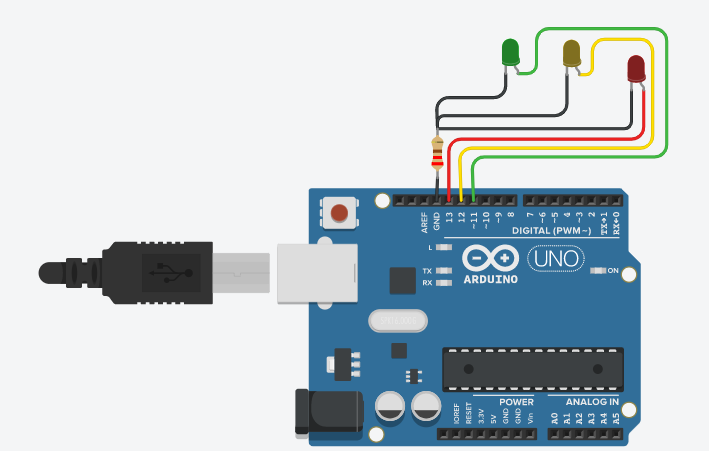 AREF
GND
13
12
~11
~10
~9
8
7
~6
~5
4
~3
2
TX→1
RX←0
DIGITAL (PWM~)
L
TX
RX
UNO
ARDUINO
ON
POWER
ANALOG IN
IOREF
RESET
3.3V
5V
GND
GND
Vin
A0
A1
A2
A3
A4
A5